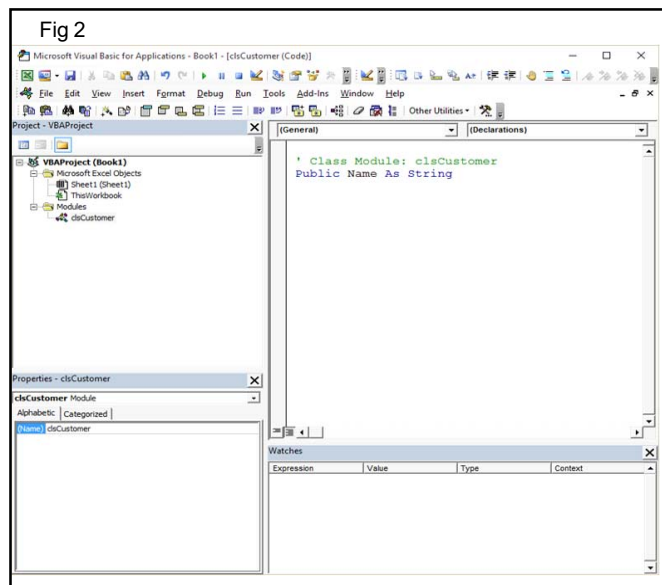 Fig 2
Microsoft Visual Basic for Applications - Book1 - [clsCustomer (Code)]
File Edit View Insert Format Debug Run Tools Add-Ins Window Help
Other Utilities
Project - VBAProject
(General) (Declarations)
VBAProject (Book1)
Microsoft Excel Objects
Sheet1 (Sheet1)
ThisWorkbook
Modules
clsCustomer
' Class Module: clsCustomer
Public Name As String
Properties - clsCustomer
clsCustomer Module
Alphabetic Categorized
(Name) clsCustomer
Watches
Expression Value Type Context